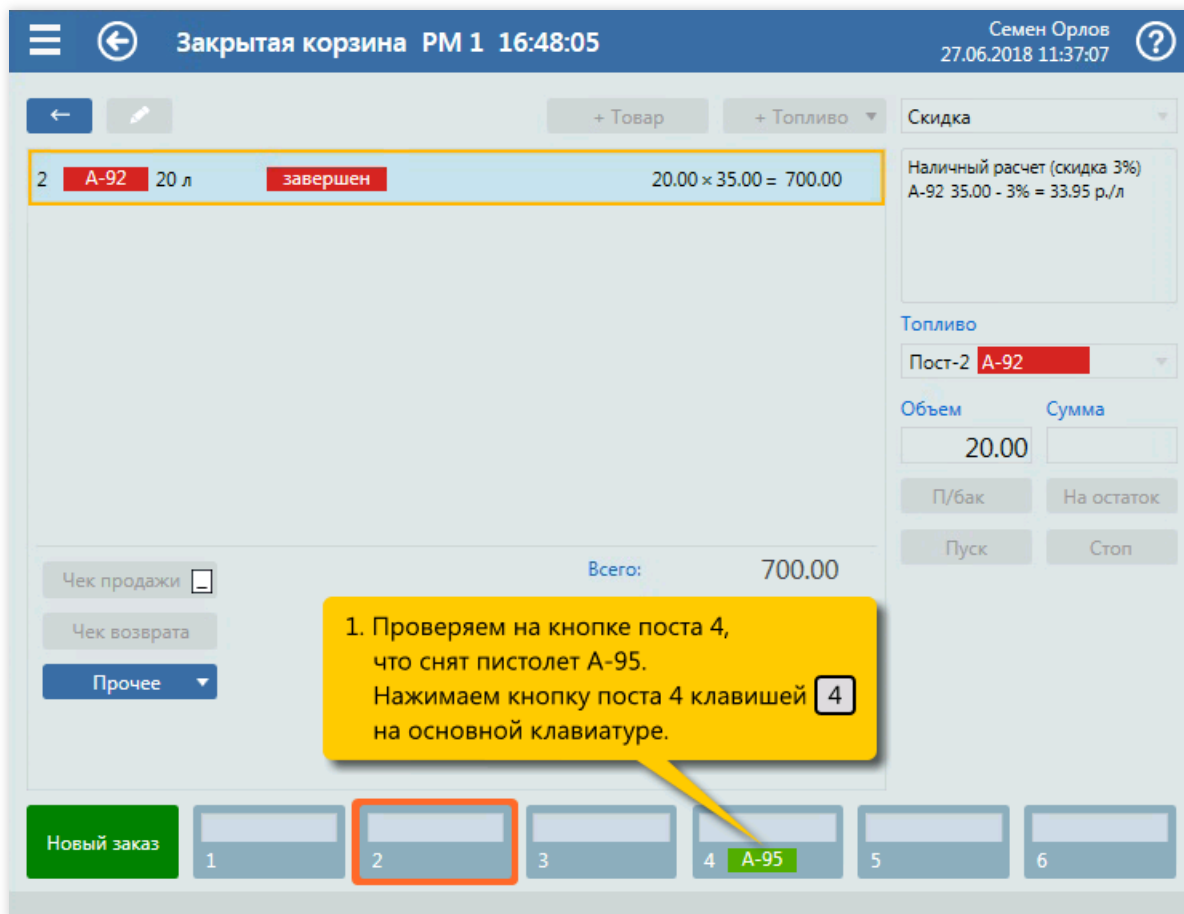 Закрытая корзина РМ 1 16:48:05
Семен Орлов
27.06.2018 11:37:07
?
+ Товар
+ Топливо
Скидка
2 А-92 20 л завершен 20.00 × 35.00 = 700.00
Наличный расчет (скидка 3%)
А-92 35.00 - 3% = 33.95 р./л
Топливо
Пост-2 А-92
Объем Сумма
20.00
П/бак На остаток
Пуск Стоп
Чек продажи _
Всего: 700.00
Чек возврата
Прочее
1. Проверяем на кнопке поста 4,
что снят пистолет А-95.
Нажимаем кнопку поста 4 клавишей 4
на основной клавиатуре.
Новый заказ 1 2 3 4 А-95 5 6